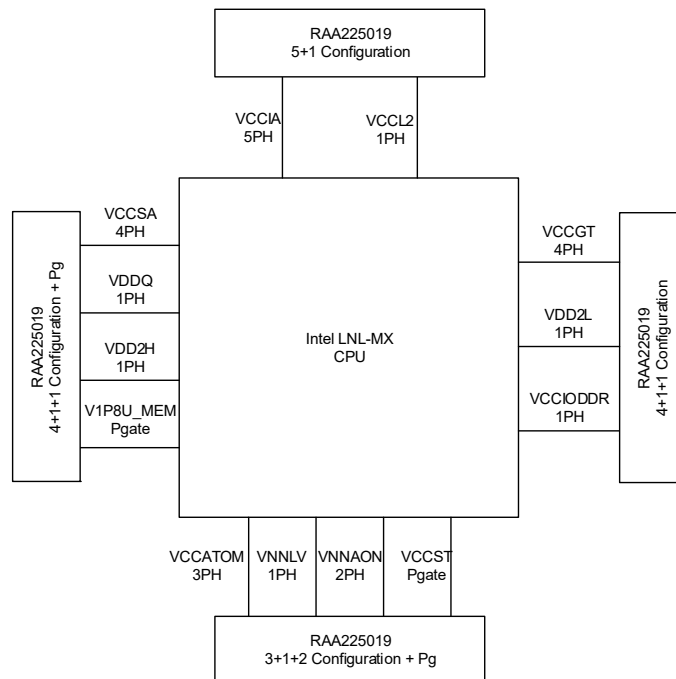 RAA225019
5+1 Configuration
VCCIA
5PH
VCCL2
1PH
RAA225019
4+1+1 Configuration + Pg
VCCSA
4PH
VDDQ
1PH
VDD2H
1PH
V1P8U_MEM
Pgate
Intel LNL-MX
CPU
VCCGT
4PH
VDD2L
1PH
VCCIODDR
1PH
RAA225019
4+1+1 Configuration
VCCATOM
3PH
VNNLV
1PH
VNNAON
2PH
VCCST
Pgate
RAA225019
3+1+2 Configuration + Pg